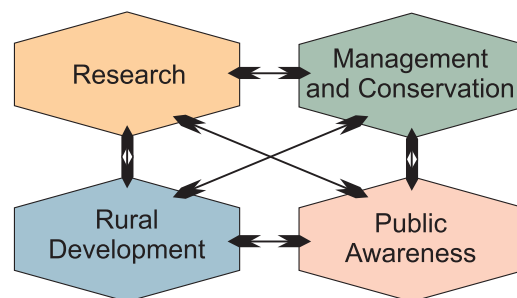 Research
Management
and Conservation
Rural
Development
Public
Awareness